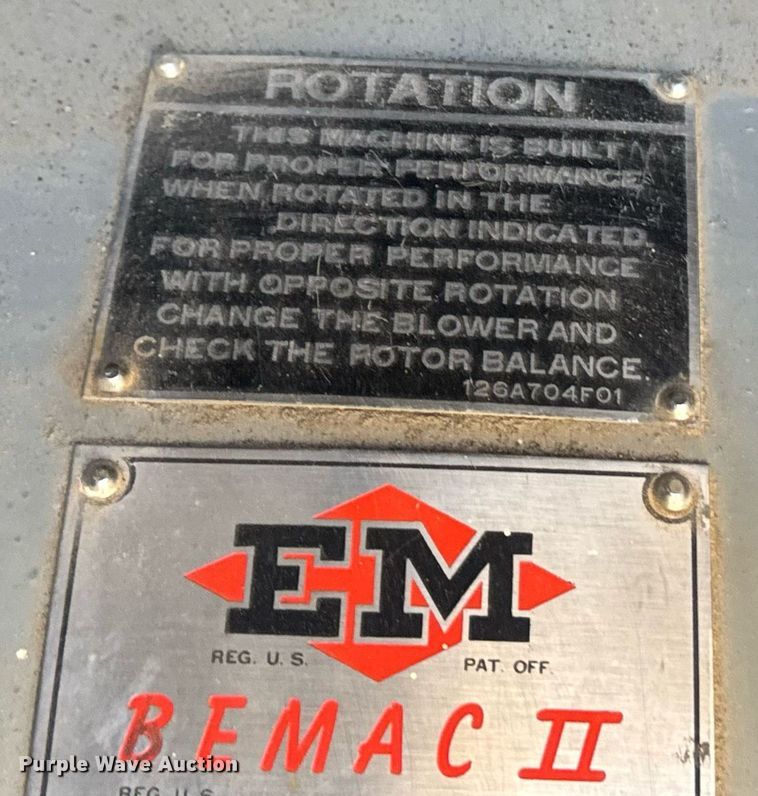 ROTATION
THIS MACHINE IS BUILT
FOR PROPER PERFORMANCE
WHEN ROTATED IN THE
DIRECTION INDICATED.
FOR PROPER PERFORMANCE
WITH OPPOSITE ROTATION
CHANGE THE BLOWER AND
CHECK THE ROTOR BALANCE.
126A704F01
EM
REG. U. S. PAT. OFF.
BEMAC II
Purple Wave Auction
REG. U. S.